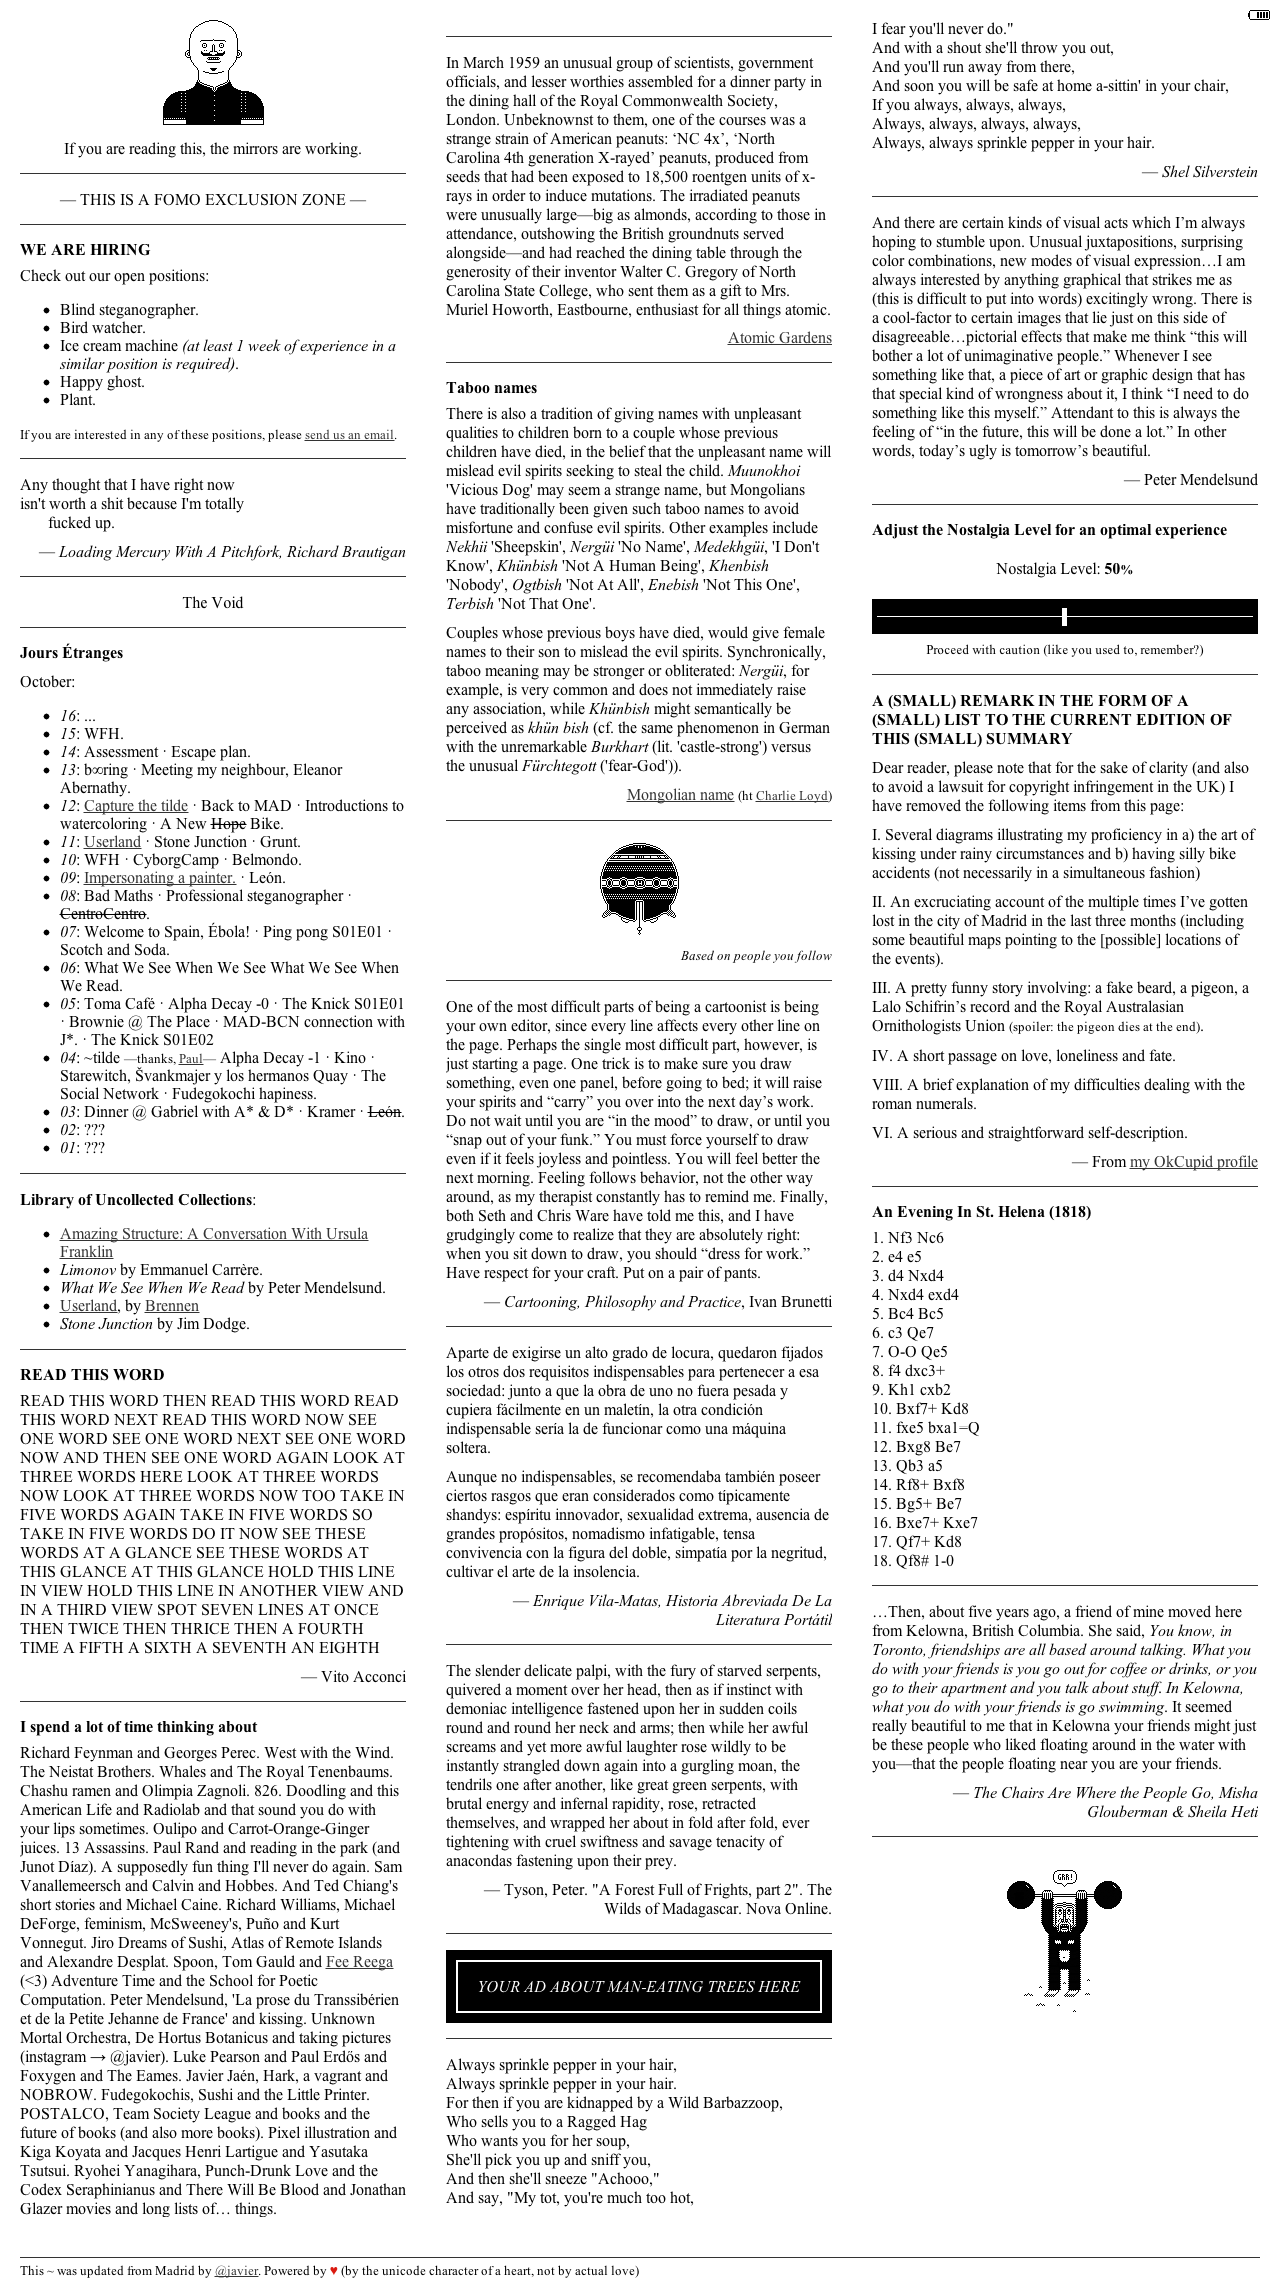 If you are reading this, the mirrors are working.
— THIS IS A FOMO EXCLUSION ZONE —
WE ARE HIRING
Check out our open positions:
• Blind steganographer.
• Bird watcher.
• Ice cream machine (at least 1 week of experience in a
similar position is required).
• Happy ghost.
• Plant.
If you are interested in any of these positions, please send us an email.
Any thought that I have right now
isn't worth a shit because I'm totally
fucked up.
— Loading Mercury With A Pitchfork, Richard Brautigan
The Void
Jours Étranges
October:
• 16: ...
• 15: WFH.
• 14: Assessment · Escape plan.
• 13: b∞ring · Meeting my neighbour, Eleanor
Abernathy.
• 12: Capture the tilde · Back to MAD · Introductions to
watercoloring · A New Hope Bike.
• 11: Userland · Stone Junction · Grunt.
• 10: WFH · CyborgCamp · Belmondo.
• 09: Impersonating a painter. · León.
• 08: Bad Maths · Professional steganographer ·
CentroCentro.
• 07: Welcome to Spain, Ébola! · Ping pong S01E01 ·
Scotch and Soda.
• 06: What We See When We See What We See When
We Read.
• 05: Toma Café · Alpha Decay -0 · The Knick S01E01
· Brownie @ The Place · MAD-BCN connection with
J*. · The Knick S01E02
• 04: ~tilde —thanks, Paul— Alpha Decay -1 · Kino ·
Starewitch, Švankmajer y los hermanos Quay · The
Social Network · Fudegokochi hapiness.
• 03: Dinner @ Gabriel with A* & D* · Kramer · León.
• 02: ???
• 01: ???
Library of Uncollected Collections:
• Amazing Structure: A Conversation With Ursula
Franklin
• Limonov by Emmanuel Carrère.
• What We See When We Read by Peter Mendelsund.
• Userland, by Brennen
• Stone Junction by Jim Dodge.
READ THIS WORD
READ THIS WORD THEN READ THIS WORD READ
THIS WORD NEXT READ THIS WORD NOW SEE
ONE WORD SEE ONE WORD NEXT SEE ONE WORD
NOW AND THEN SEE ONE WORD AGAIN LOOK AT
THREE WORDS HERE LOOK AT THREE WORDS
NOW LOOK AT THREE WORDS NOW TOO TAKE IN
FIVE WORDS AGAIN TAKE IN FIVE WORDS SO
TAKE IN FIVE WORDS DO IT NOW SEE THESE
WORDS AT A GLANCE SEE THESE WORDS AT
THIS GLANCE AT THIS GLANCE HOLD THIS LINE
IN VIEW HOLD THIS LINE IN ANOTHER VIEW AND
IN A THIRD VIEW SPOT SEVEN LINES AT ONCE
THEN TWICE THEN THRICE THEN A FOURTH
TIME A FIFTH A SIXTH A SEVENTH AN EIGHTH
— Vito Acconci
I spend a lot of time thinking about
Richard Feynman and Georges Perec. West with the Wind.
The Neistat Brothers. Whales and The Royal Tenenbaums.
Chashu ramen and Olimpia Zagnoli. 826. Doodling and this
American Life and Radiolab and that sound you do with
your lips sometimes. Oulipo and Carrot-Orange-Ginger
juices. 13 Assassins. Paul Rand and reading in the park (and
Junot Díaz). A supposedly fun thing I'll never do again. Sam
Vanallemeersch and Calvin and Hobbes. And Ted Chiang's
short stories and Michael Caine. Richard Williams, Michael
DeForge, feminism, McSweeney's, Puño and Kurt
Vonnegut. Jiro Dreams of Sushi, Atlas of Remote Islands
and Alexandre Desplat. Spoon, Tom Gauld and Fee Reega
(<3) Adventure Time and the School for Poetic
Computation. Peter Mendelsund, 'La prose du Transsibérien
et de la Petite Jehanne de France' and kissing. Unknown
Mortal Orchestra, De Hortus Botanicus and taking pictures
(instagram → @javier). Luke Pearson and Paul Erdős and
Foxygen and The Eames. Javier Jaén, Hark, a vagrant and
NOBROW. Fudegokochis, Sushi and the Little Printer.
POSTALCO, Team Society League and books and the
future of books (and also more books). Pixel illustration and
Kiga Koyata and Jacques Henri Lartigue and Yasutaka
Tsutsui. Ryohei Yanagihara, Punch-Drunk Love and the
Codex Seraphinianus and There Will Be Blood and Jonathan
Glazer movies and long lists of… things.
In March 1959 an unusual group of scientists, government
officials, and lesser worthies assembled for a dinner party in
the dining hall of the Royal Commonwealth Society,
London. Unbeknownst to them, one of the courses was a
strange strain of American peanuts: ‘NC 4x’, ‘North
Carolina 4th generation X-rayed’ peanuts, produced from
seeds that had been exposed to 18,500 roentgen units of x-
rays in order to induce mutations. The irradiated peanuts
were unusually large—big as almonds, according to those in
attendance, outshowing the British groundnuts served
alongside—and had reached the dining table through the
generosity of their inventor Walter C. Gregory of North
Carolina State College, who sent them as a gift to Mrs.
Muriel Howorth, Eastbourne, enthusiast for all things atomic.
Atomic Gardens
Taboo names
There is also a tradition of giving names with unpleasant
qualities to children born to a couple whose previous
children have died, in the belief that the unpleasant name will
mislead evil spirits seeking to steal the child. Muunokhoi
'Vicious Dog' may seem a strange name, but Mongolians
have traditionally been given such taboo names to avoid
misfortune and confuse evil spirits. Other examples include
Nekhii 'Sheepskin', Nergüi 'No Name', Medekhgüi, 'I Don't
Know', Khünbish 'Not A Human Being', Khenbish
'Nobody', Ogtbish 'Not At All', Enebish 'Not This One',
Terbish 'Not That One'.
Couples whose previous boys have died, would give female
names to their son to mislead the evil spirits. Synchronically,
taboo meaning may be stronger or obliterated: Nergüi, for
example, is very common and does not immediately raise
any association, while Khünbish might semantically be
perceived as khün bish (cf. the same phenomenon in German
with the unremarkable Burkhart (lit. 'castle-strong') versus
the unusual Fürchtegott ('fear-God')).
Mongolian name (ht Charlie Loyd)
Based on people you follow
One of the most difficult parts of being a cartoonist is being
your own editor, since every line affects every other line on
the page. Perhaps the single most difficult part, however, is
just starting a page. One trick is to make sure you draw
something, even one panel, before going to bed; it will raise
your spirits and “carry” you over into the next day’s work.
Do not wait until you are “in the mood” to draw, or until you
“snap out of your funk.” You must force yourself to draw
even if it feels joyless and pointless. You will feel better the
next morning. Feeling follows behavior, not the other way
around, as my therapist constantly has to remind me. Finally,
both Seth and Chris Ware have told me this, and I have
grudgingly come to realize that they are absolutely right:
when you sit down to draw, you should “dress for work.”
Have respect for your craft. Put on a pair of pants.
— Cartooning, Philosophy and Practice, Ivan Brunetti
Aparte de exigirse un alto grado de locura, quedaron fijados
los otros dos requisitos indispensables para pertenecer a esa
sociedad: junto a que la obra de uno no fuera pesada y
cupiera fácilmente en un maletín, la otra condición
indispensable sería la de funcionar como una máquina
soltera.
Aunque no indispensables, se recomendaba también poseer
ciertos rasgos que eran considerados como típicamente
shandys: espíritu innovador, sexualidad extrema, ausencia de
grandes propósitos, nomadismo infatigable, tensa
convivencia con la figura del doble, simpatía por la negritud,
cultivar el arte de la insolencia.
— Enrique Vila-Matas, Historia Abreviada De La
Literatura Portátil
The slender delicate palpi, with the fury of starved serpents,
quivered a moment over her head, then as if instinct with
demoniac intelligence fastened upon her in sudden coils
round and round her neck and arms; then while her awful
screams and yet more awful laughter rose wildly to be
instantly strangled down again into a gurgling moan, the
tendrils one after another, like great green serpents, with
brutal energy and infernal rapidity, rose, retracted
themselves, and wrapped her about in fold after fold, ever
tightening with cruel swiftness and savage tenacity of
anacondas fastening upon their prey.
— Tyson, Peter. "A Forest Full of Frights, part 2". The
Wilds of Madagascar. Nova Online.
YOUR AD ABOUT MAN-EATING TREES HERE
Always sprinkle pepper in your hair,
Always sprinkle pepper in your hair.
For then if you are kidnapped by a Wild Barbazzoop,
Who sells you to a Ragged Hag
Who wants you for her soup,
She'll pick you up and sniff you,
And then she'll sneeze "Achooo,"
And say, "My tot, you're much too hot,
I fear you'll never do."
And with a shout she'll throw you out,
And you'll run away from there,
And soon you will be safe at home a-sittin' in your chair,
If you always, always, always,
Always, always, always, always,
Always, always sprinkle pepper in your hair.
— Shel Silverstein
And there are certain kinds of visual acts which I’m always
hoping to stumble upon. Unusual juxtapositions, surprising
color combinations, new modes of visual expression…I am
always interested by anything graphical that strikes me as
(this is difficult to put into words) excitingly wrong. There is
a cool-factor to certain images that lie just on this side of
disagreeable…pictorial effects that make me think “this will
bother a lot of unimaginative people.” Whenever I see
something like that, a piece of art or graphic design that has
that special kind of wrongness about it, I think “I need to do
something like this myself.” Attendant to this is always the
feeling of “in the future, this will be done a lot.” In other
words, today’s ugly is tomorrow’s beautiful.
— Peter Mendelsund
Adjust the Nostalgia Level for an optimal experience
Nostalgia Level: 50%
Proceed with caution (like you used to, remember?)
A (SMALL) REMARK IN THE FORM OF A
(SMALL) LIST TO THE CURRENT EDITION OF
THIS (SMALL) SUMMARY
Dear reader, please note that for the sake of clarity (and also
to avoid a lawsuit for copyright infringement in the UK) I
have removed the following items from this page:
I. Several diagrams illustrating my proficiency in a) the art of
kissing under rainy circumstances and b) having silly bike
accidents (not necessarily in a simultaneous fashion)
II. An excruciating account of the multiple times I’ve gotten
lost in the city of Madrid in the last three months (including
some beautiful maps pointing to the [possible] locations of
the events).
III. A pretty funny story involving: a fake beard, a pigeon, a
Lalo Schifrin’s record and the Royal Australasian
Ornithologists Union (spoiler: the pigeon dies at the end).
IV. A short passage on love, loneliness and fate.
VIII. A brief explanation of my difficulties dealing with the
roman numerals.
VI. A serious and straightforward self-description.
— From my OkCupid profile
An Evening In St. Helena (1818)
1. Nf3 Nc6
2. e4 e5
3. d4 Nxd4
4. Nxd4 exd4
5. Bc4 Bc5
6. c3 Qe7
7. O-O Qe5
8. f4 dxc3+
9. Kh1 cxb2
10. Bxf7+ Kd8
11. fxe5 bxa1=Q
12. Bxg8 Be7
13. Qb3 a5
14. Rf8+ Bxf8
15. Bg5+ Be7
16. Bxe7+ Kxe7
17. Qf7+ Kd8
18. Qf8# 1-0
…Then, about five years ago, a friend of mine moved here
from Kelowna, British Columbia. She said, You know, in
Toronto, friendships are all based around talking. What you
do with your friends is you go out for coffee or drinks, or you
go to their apartment and you talk about stuff. In Kelowna,
what you do with your friends is go swimming. It seemed
really beautiful to me that in Kelowna your friends might just
be these people who liked floating around in the water with
you—that the people floating near you are your friends.
— The Chairs Are Where the People Go, Misha
Glouberman & Sheila Heti
GRR!
This ~ was updated from Madrid by @javier. Powered by ♥ (by the unicode character of a heart, not by actual love)